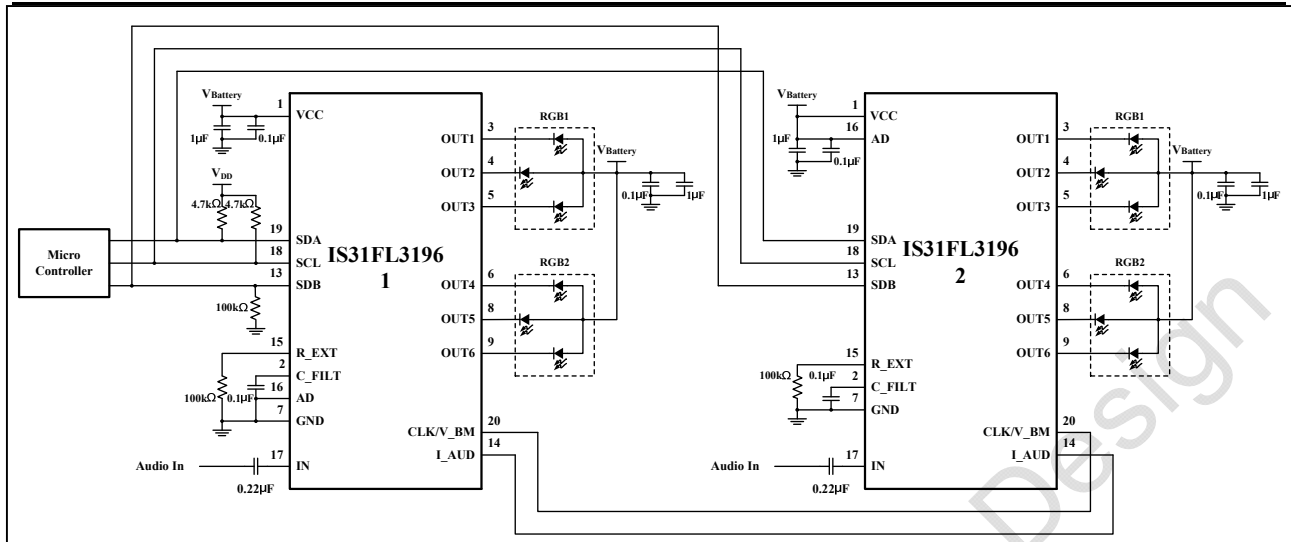 Micro
Controller
VBattery
1
VCC
1μF
0.1μF
VDD
4.7kΩ 4.7kΩ
19
SDA
18
SCL
13
SDB
100kΩ
15
R_EXT
2
C_FILT
16
AD
7
GND
100kΩ
0.1μF
Audio In
17
IN
0.22μF
IS31FL3196
1
OUT1
3
OUT2
4
OUT3
5
OUT4
6
OUT5
8
OUT6
9
CLK/V_BM
20
I_AUD
14
RGB1
RGB2
VBattery
0.1μF
1μF
VBattery
1
VCC
16
AD
1μF
0.1μF
19
SDA
18
SCL
13
SDB
15
R_EXT
2
C_FILT
7
GND
100kΩ
0.1μF
Audio In
17
IN
0.22μF
IS31FL3196
2
OUT1
3
OUT2
4
OUT3
5
OUT4
6
OUT5
8
OUT6
9
CLK/V_BM
20
I_AUD
14
RGB1
RGB2
VBattery
0.1μF
1μF
Design